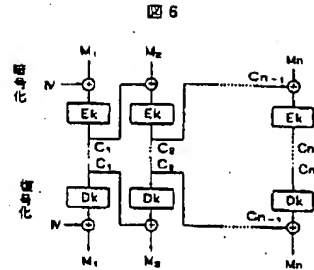 図 6
M₁ M₂ Mn
IV
Cn-1
暗号化
Ek Ek Ek
C₁ C₂ Cn
C₁ C₂ Cn
復号化
Dk Dk Dk
IV
Cn-1
M₁ M₂ Mn